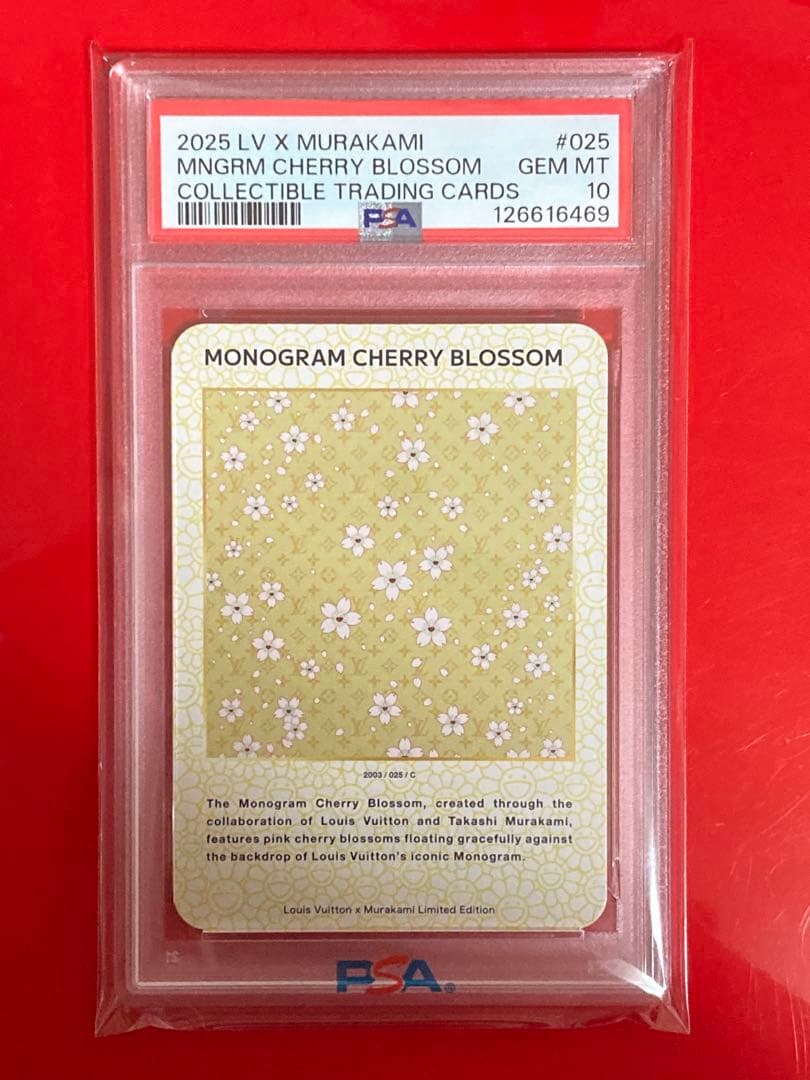 2025 LV X MURAKAMI #025
MNGRM CHERRY BLOSSOM GEM MT
COLLECTIBLE TRADING CARDS 10
PSA 126616469
MONOGRAM CHERRY BLOSSOM
2003 / 025 / C
The Monogram Cherry Blossom, created through the
collaboration of Louis Vuitton and Takashi Murakami,
features pink cherry blossoms floating gracefully against
the backdrop of Louis Vuitton's iconic Monogram.
Louis Vuitton x Murakami Limited Edition
PSA®